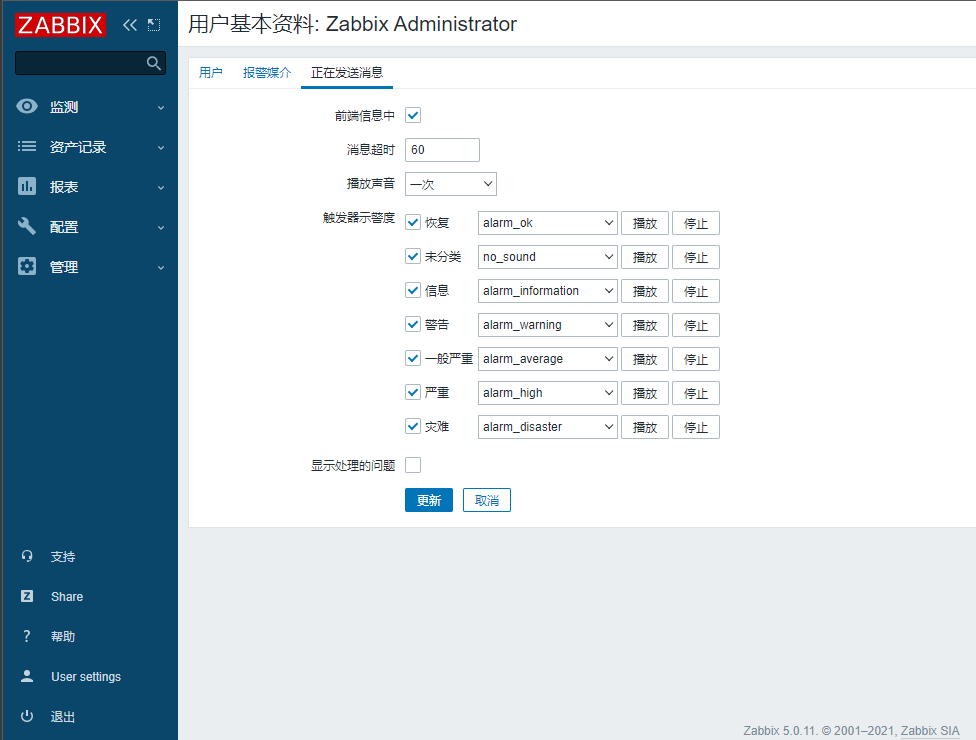 ZABBIX
用户基本资料: Zabbix Administrator
用户 报警媒介 正在发送消息
监测
资产记录
报表
配置
管理
前端信息中
消息超时 60
播放声音 一次
触发器示警度 恢复 alarm_ok 播放 停止
未分类 no_sound 播放 停止
信息 alarm_information 播放 停止
警告 alarm_warning 播放 停止
一般严重 alarm_average 播放 停止
严重 alarm_high 播放 停止
灾难 alarm_disaster 播放 停止
显示处理的问题
更新 取消
支持
Z Share
? 帮助
User settings
退出
Zabbix 5.0.11. © 2001–2021, Zabbix SIA